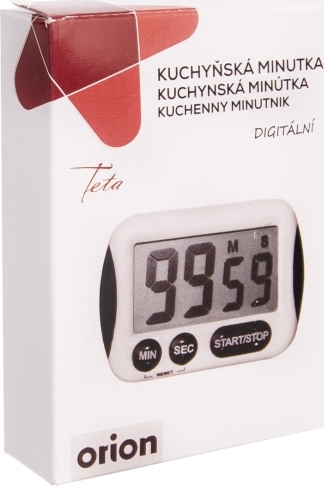 KUCHYŇSKÁ MINUTKA
KUCHYNSKÁ MINÚTKA
KUCHENNY MINUTNIK
DIGITÁLNÍ
Teta
99 M 59 S
MIN
SEC
START/STOP
RESET
orion